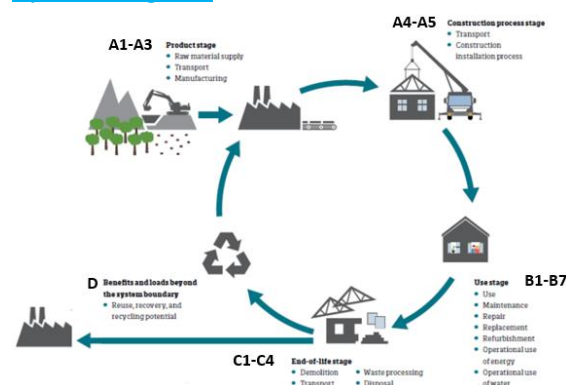 A1-A3
Product stage
• Raw material supply
• Transport
• Manufacturing
A4-A5
Construction process stage
• Transport
• Construction
installation process
B1-B7
Use stage
• Use
• Maintenance
• Repair
• Replacement
• Refurbishment
• Operational use
of energy
• Operational use
of water
C1-C4
End-of-life stage
• Demolition
• Transport
• Waste processing
• Disposal
D
Benefits and loads beyond
the system boundary
• Reuse, recovery, and
recycling potential